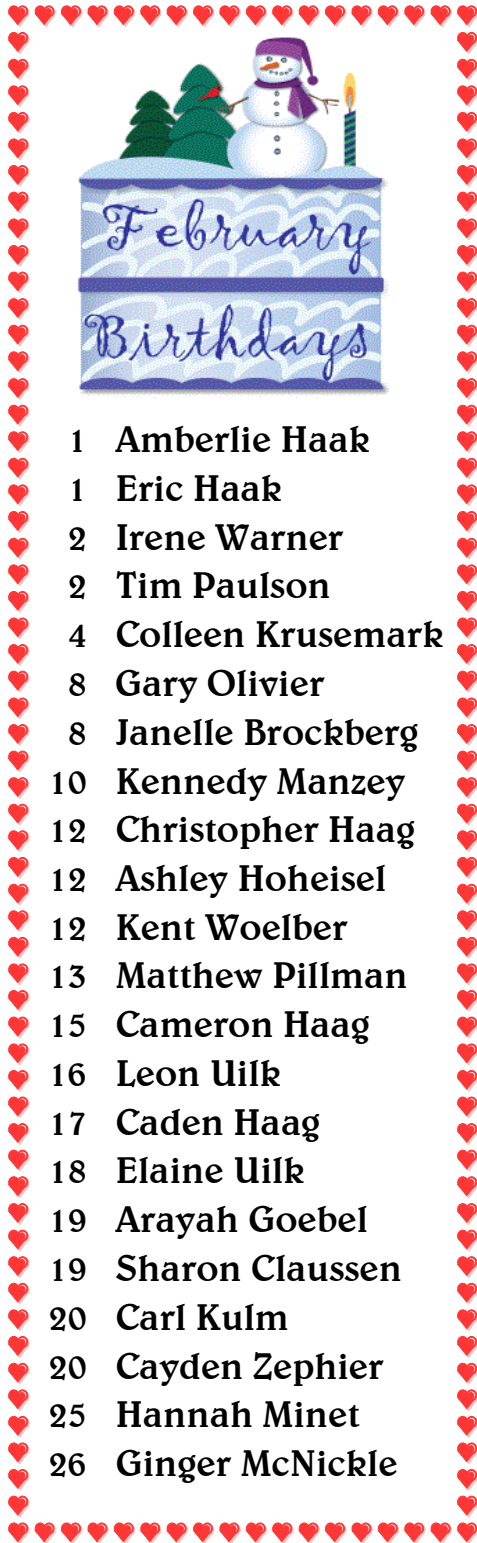 February
Birthdays
1 Amberlie Haak
1 Eric Haak
2 Irene Warner
2 Tim Paulson
4 Colleen Krusemark
8 Gary Olivier
8 Janelle Brockberg
10 Kennedy Manzey
12 Christopher Haag
12 Ashley Hoheisel
12 Kent Woelber
13 Matthew Pillman
15 Cameron Haag
16 Leon Uilk
17 Caden Haag
18 Elaine Uilk
19 Arayah Goebel
19 Sharon Claussen
20 Carl Kulm
20 Cayden Zephier
25 Hannah Minet
26 Ginger McNickle